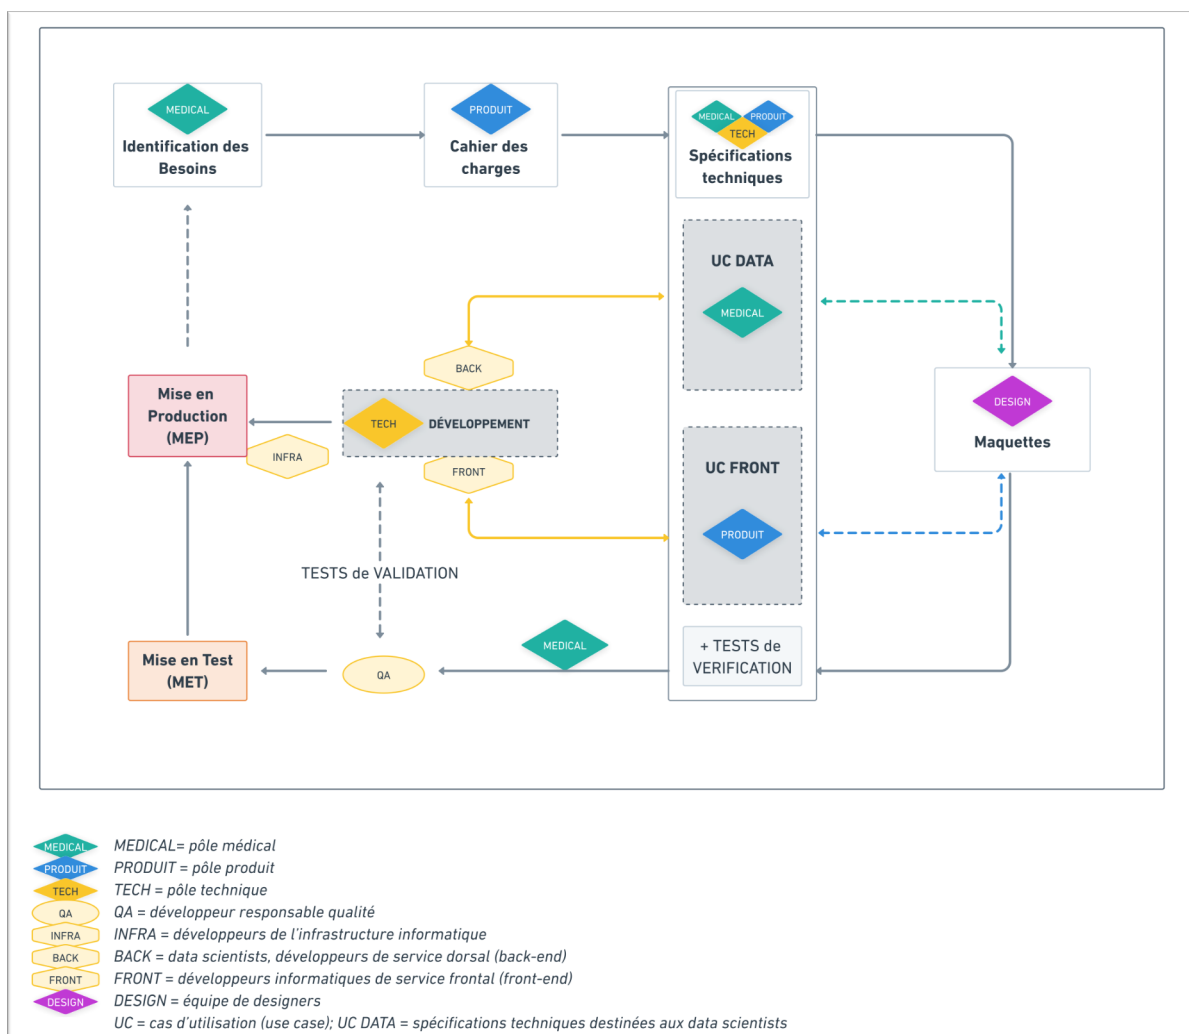 MEDICAL
Identification des
Besoins
PRODUIT
Cahier des
charges
MEDICAL
PRODUIT
TECH
Spécifications
techniques
UC DATA
MEDICAL
BACK
Mise en
Production
(MEP)
TECH
DÉVELOPPEMENT
DESIGN
Maquettes
INFRA
FRONT
UC FRONT
PRODUIT
TESTS de VALIDATION
MEDICAL
+ TESTS de
VERIFICATION
Mise en Test
(MET)
QA
MEDICAL MEDICAL= pôle médical
PRODUIT PRODUIT = pôle produit
TECH TECH = pôle technique
QA QA = développeur responsable qualité
INFRA INFRA = développeurs de l'infrastructure informatique
BACK BACK = data scientists, développeurs de service dorsal (back-end)
FRONT FRONT = développeurs informatiques de service frontal (front-end)
DESIGN DESIGN = équipe de designers
UC = cas d'utilisation (use case); UC DATA = spécifications techniques destinées aux data scientists